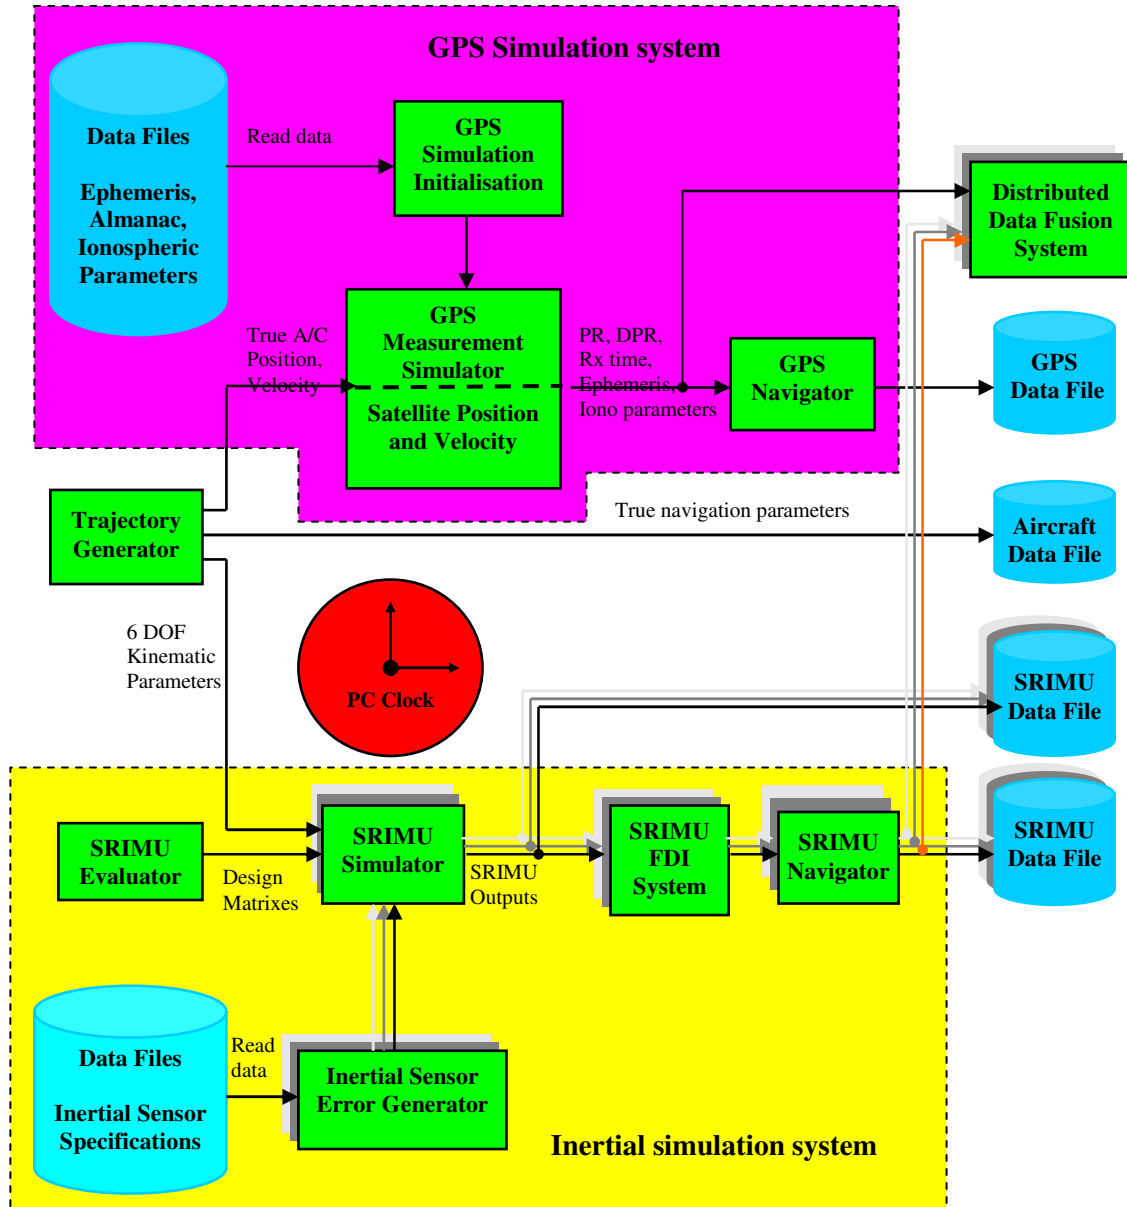 GPS Simulation system
Data Files
Ephemeris,
Almanac,
Ionospheric
Parameters
Read data
GPS
Simulation
Initialisation
Distributed
Data Fusion
System
True A/C
Position,
Velocity
GPS
Measurement
Simulator
Satellite Position
and Velocity
PR, DPR,
Rx time,
Ephemeris,
Iono parameters
GPS
Navigator
GPS
Data File
Trajectory
Generator
True navigation parameters
Aircraft
Data File
6 DOF
Kinematic
Parameters
PC Clock
SRIMU
Data File
SRIMU
Evaluator
Design
Matrixes
SRIMU
Simulator
SRIMU
Outputs
SRIMU
FDI
System
SRIMU
Navigator
SRIMU
Data File
Data Files
Inertial Sensor
Specifications
Read
data
Inertial Sensor
Error Generator
Inertial simulation system